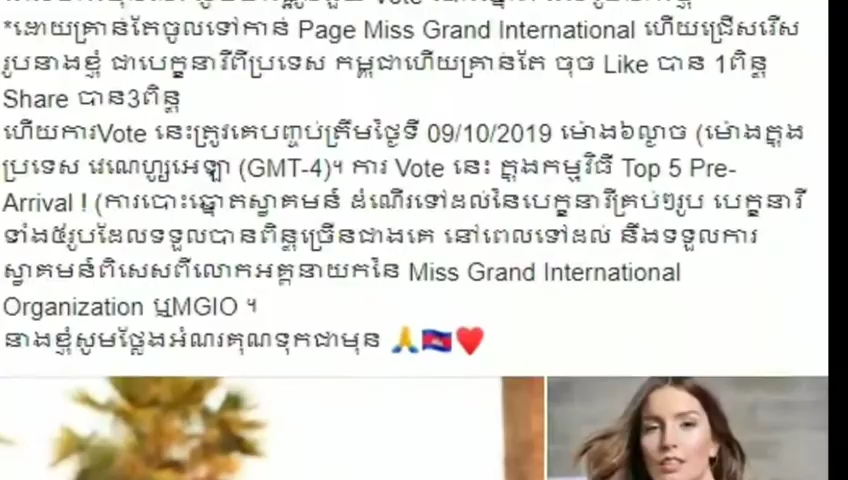 *ដោយគ្រាន់តែចូលទៅកាន់ Page Miss Grand International ហើយជ្រើសរើស
រូបនាងខ្ញុំ ជាបេក្ខនារីពីប្រទេស កម្ពុជាហើយគ្រាន់តែ ចុច Like បាន 1ពិន្ទុ
Share បាន3ពិន្ទុ
ហើយការVote នេះត្រូវគេបញ្ចប់ត្រឹមថ្ងៃទី 09/10/2019 ម៉ោង៦ល្ងាច (ម៉ោងក្នុង
ប្រទេស វេណេហ្សូអេឡា (GMT-4)។ ការ Vote នេះ ក្នុងកម្មវិធី Top 5 Pre-
Arrival ! (ការបោះឆ្នោតស្វាគមន៍ ដំណើរទៅដល់នៃបេក្ខនារីគ្រប់ៗរូប បេក្ខនារី
ទាំង៥រូបដែលទទួលបានពិន្ទុច្រើនជាងគេ នៅពេលទៅដល់ នឹងទទួលការ
ស្វាគមន៍ពិសេសពីលោកអគ្គនាយកនៃ Miss Grand International
Organization ឬMGIO ។
នាងខ្ញុំសូមថ្លែងអំណរគុណទុកជាមុន 🙏🇰🇭❤️